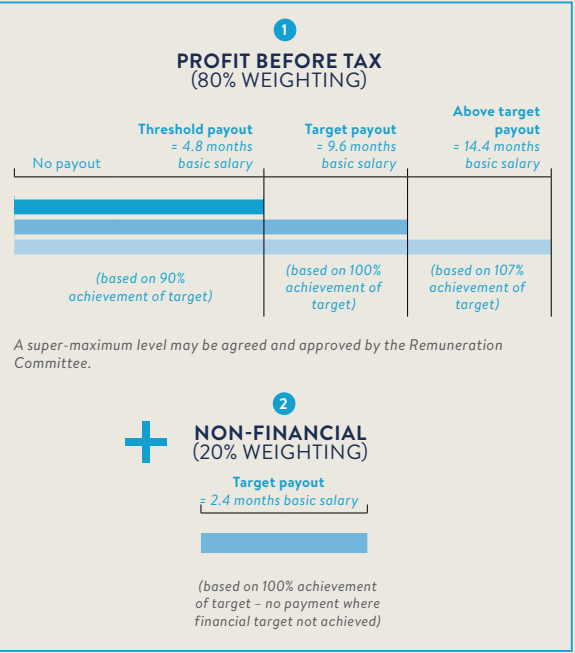 1
PROFIT BEFORE TAX
(80% WEIGHTING)
No payout
Threshold payout
= 4.8 months
basic salary
Target payout
= 9.6 months
basic salary
Above target
payout
= 14.4 months
basic salary
(based on 90%
achievement of target)
(based on 100%
achievement of
target)
(based on 107%
achievement of
target)
A super-maximum level may be agreed and approved by the Remuneration
Committee.
2
+
NON-FINANCIAL
(20% WEIGHTING)
Target payout
= 2.4 months basic salary
(based on 100% achievement
of target – no payment where
financial target not achieved)